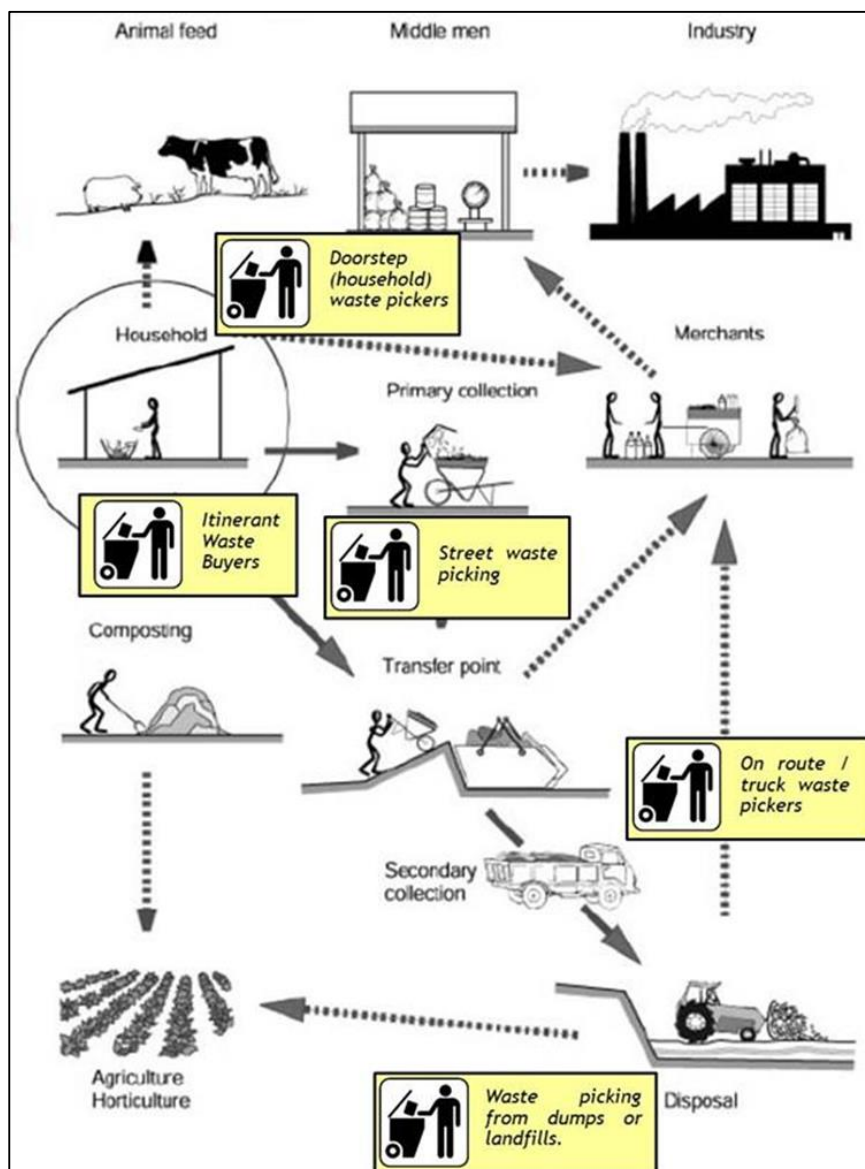 Animal feed
Middle men
Industry
Doorstep
(household)
waste pickers
Household
Merchants
Primary collection
Itinerant
Waste
Buyers
Street waste
picking
Composting
Transfer point
On route /
truck waste
pickers
Secondary
collection
Agriculture
Horticulture
Waste picking
from dumps or
landfills.
Disposal